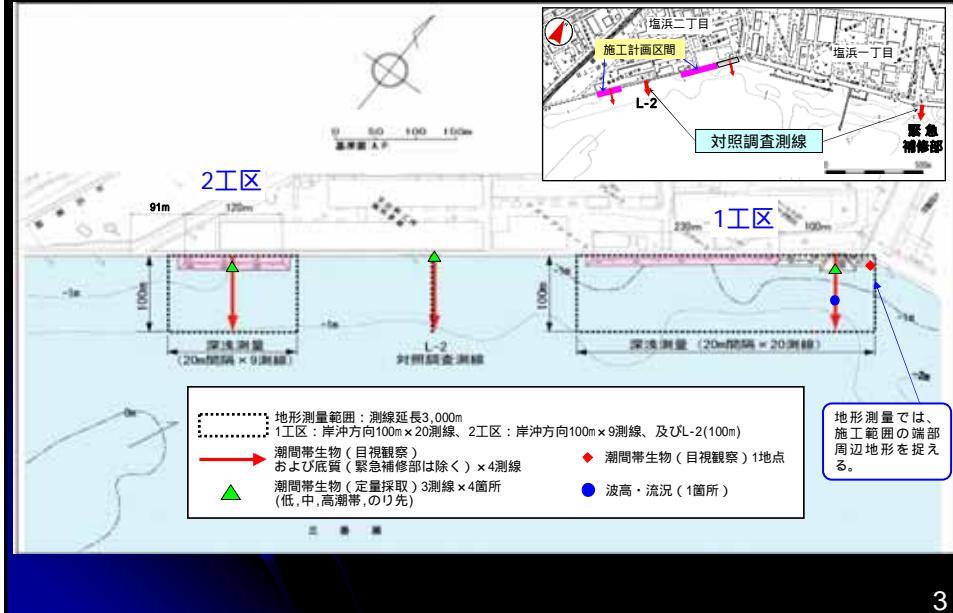 塩浜二丁目
塩浜一丁目
施工計画区間
L-2
対照調査測線
緊急
補修部
0 500m
0 50 100 150m
基準面 A.P.
2工区
1工区
91m
120m
230m
100m
100m
100m
-1m
-1m
-1m
-1m
-2m
0m
深浅測量
(20m間隔×9測線)
L-2
対照調査測線
深浅測量 (20m間隔×20測線)
地形測量範囲:測線延長3,000m
1工区:岸沖方向100m×20測線、2工区:岸沖方向100m×9測線、及びL-2(100m)
潮間帯生物(目視観察)
および底質(緊急補修部は除く)×4測線
潮間帯生物(目視観察)1地点
潮間帯生物(定量採取)3測線×4箇所
(低,中,高潮帯,のり先)
波高・流況(1箇所)
地形測量では、
施工範囲の端部
周辺地形を捉え
る。
三番瀬
3